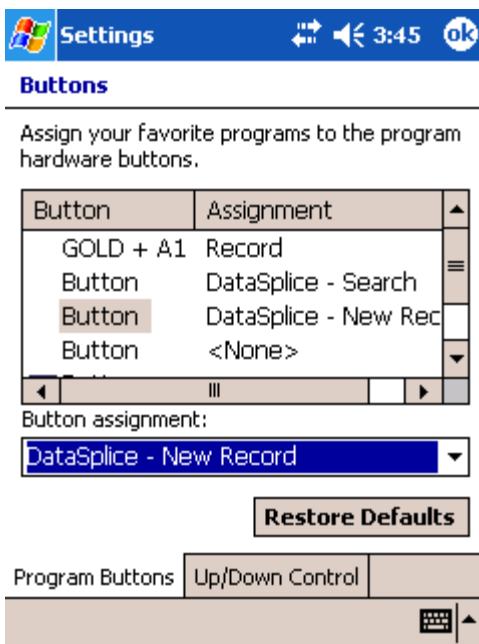 Settings 3:45 ok
Buttons
Assign your favorite programs to the program
hardware buttons.
Button Assignment
GOLD + A1 Record
Button DataSplice - Search
Button DataSplice - New Rec
Button <None>
Button assignment:
DataSplice - New Record
Restore Defaults
Program Buttons Up/Down Control